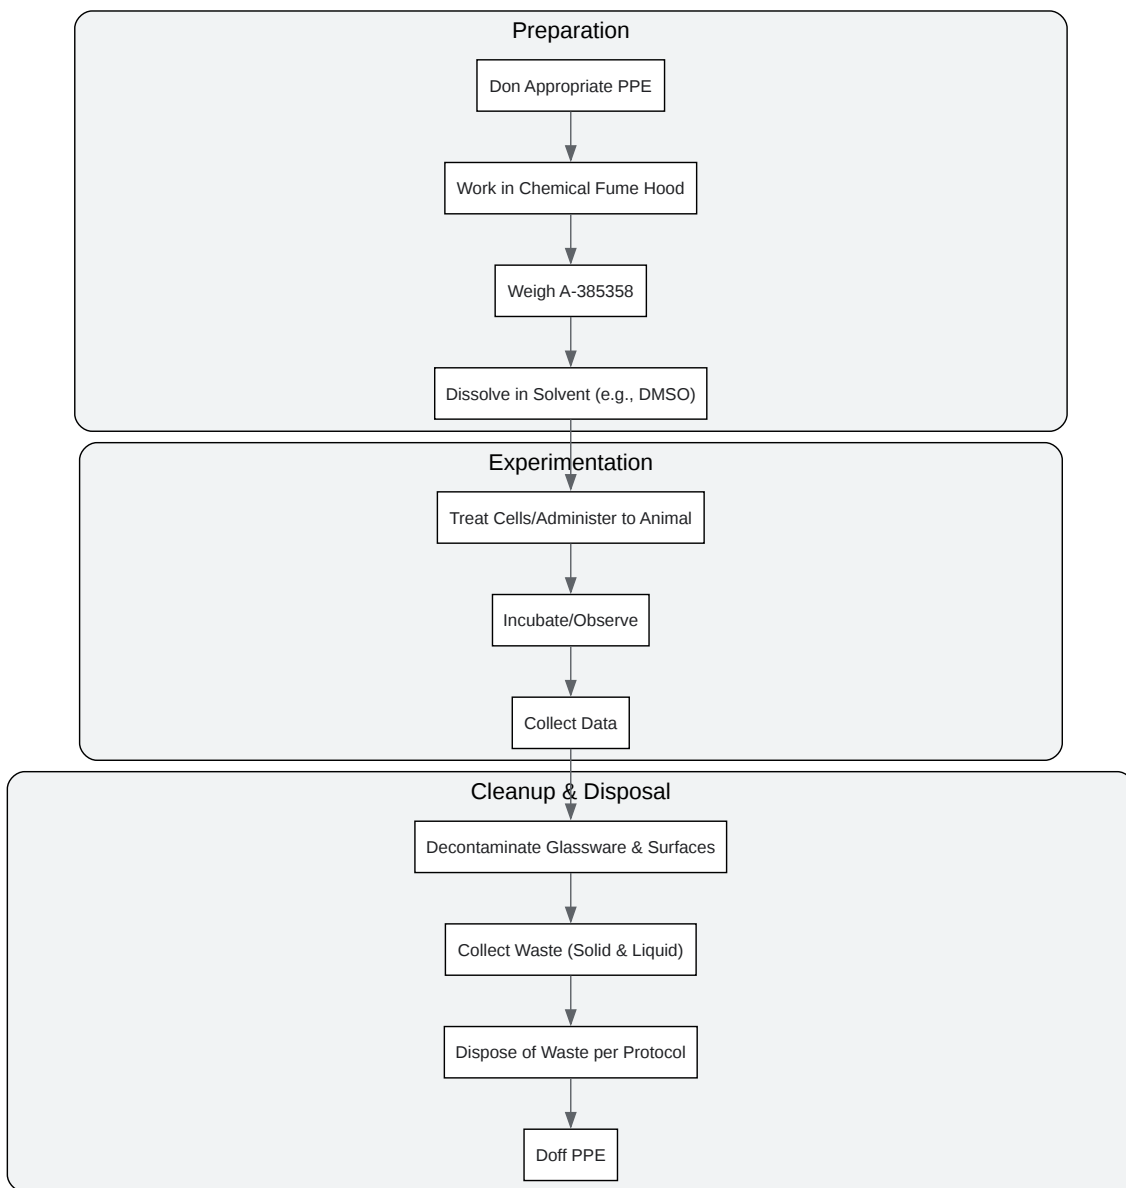 Preparation
Don Appropriate PPE
Work in Chemical Fume Hood
Weigh A-385358
Dissolve in Solvent (e.g., DMSO)
Experimentation
Treat Cells/Administer to Animal
Incubate/Observe
Collect Data
Cleanup & Disposal
Decontaminate Glassware & Surfaces
Collect Waste (Solid & Liquid)
Dispose of Waste per Protocol
Doff PPE